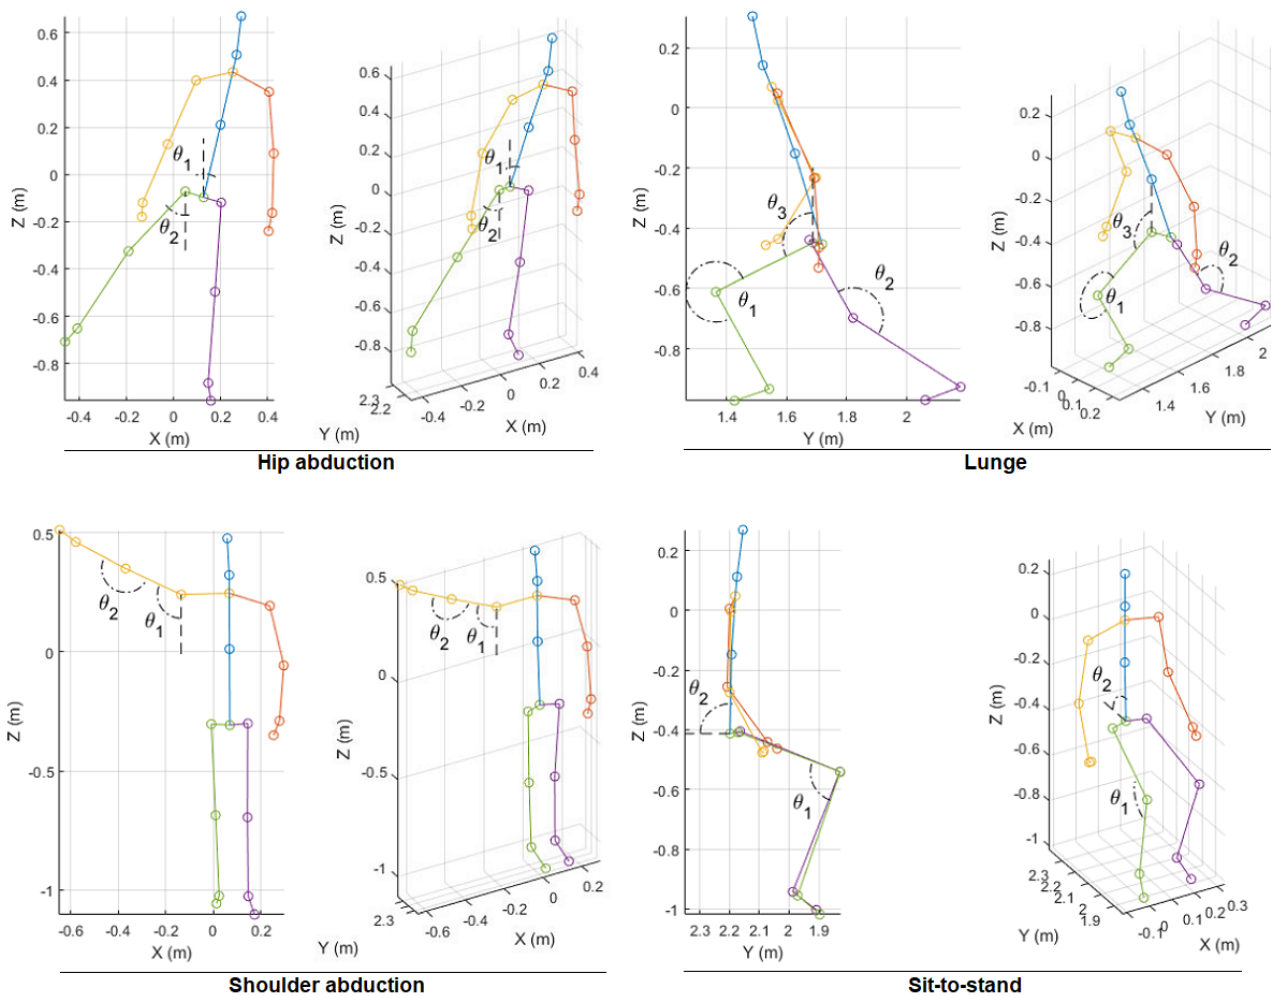 0.6
0.4
0.2
0
-0.2
-0.4
-0.6
-0.8
-0.4
-0.2
0
0.2
0.4
Z (m)
X (m)
θ1
θ2
0.6
0.4
0.2
0
-0.2
-0.4
-0.6
-0.8
2.3
2.2
-0.4
-0.2
0
0.2
0.4
Z (m)
Y (m)
X (m)
θ1
θ2
Hip abduction
0.2
0
-0.2
-0.4
-0.6
-0.8
1.4
1.6
1.8
2
Z (m)
Y (m)
θ3
θ1
θ2
0.2
0
-0.2
-0.4
-0.6
-0.8
-0.1
0
0.1
0.2
1.4
1.6
1.8
2
Z (m)
X (m)
Y (m)
θ3
θ1
θ2
Lunge
0.5
0
-0.5
-1
-0.6
-0.4
-0.2
0
0.2
Z (m)
X (m)
θ2
θ1
0.5
0
-0.5
-1
2.3
-0.6
-0.4
-0.2
0
0.2
Z (m)
Y (m)
X (m)
θ2
θ1
Shoulder abduction
0.2
0
-0.2
-0.4
-0.6
-0.8
-1
2.3
2.2
2.1
2
1.9
Z (m)
Y (m)
θ2
θ1
0.2
0
-0.2
-0.4
-0.6
-0.8
-1
2.3
2.2
2.1
2
1.9
-0.1
0
0.1
0.2
0.3
Z (m)
Y (m)
X (m)
θ2
θ1
Sit-to-stand